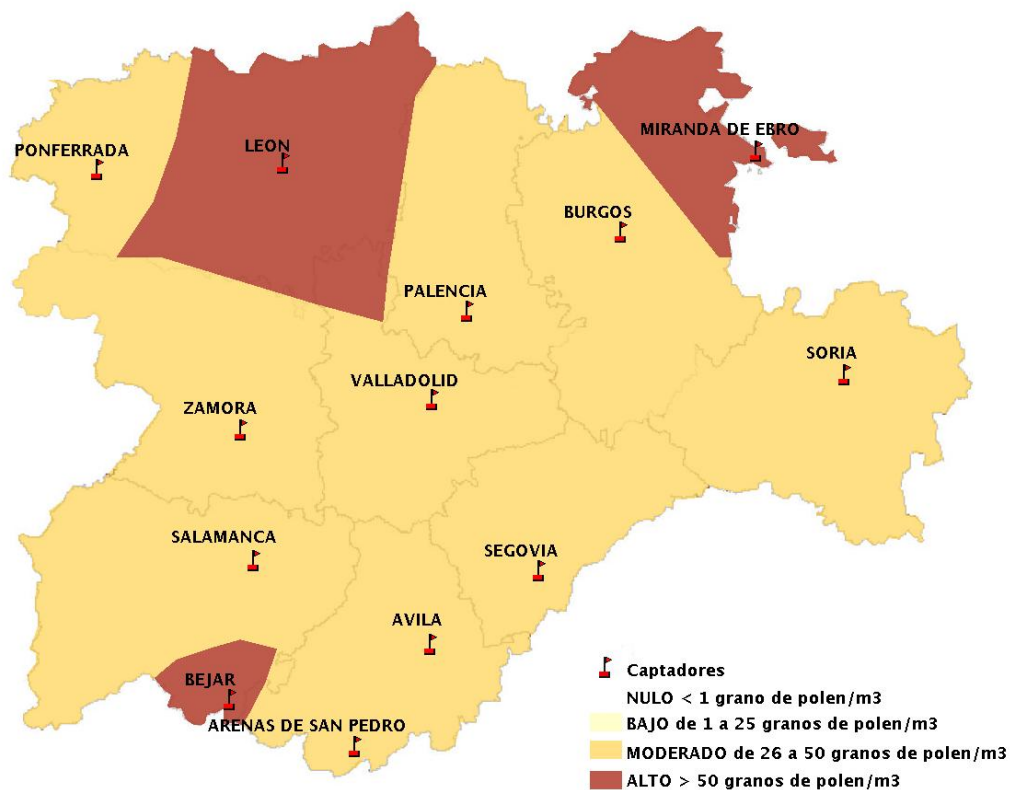 MIRANDA DE EBRO
LEON
PONFERRADA
BURGOS
PALENCIA
SORIA
VALLADOLID
ZAMORA
SALAMANCA
SEGOVIA
AVILA
BEJAR
ARENAS DE SAN PEDRO
Captadores
NULO < 1 grano de polen/m3
BAJO de 1 a 25 granos de polen/m3
MODERADO de 26 a 50 granos de polen/m3
ALTO > 50 granos de polen/m3